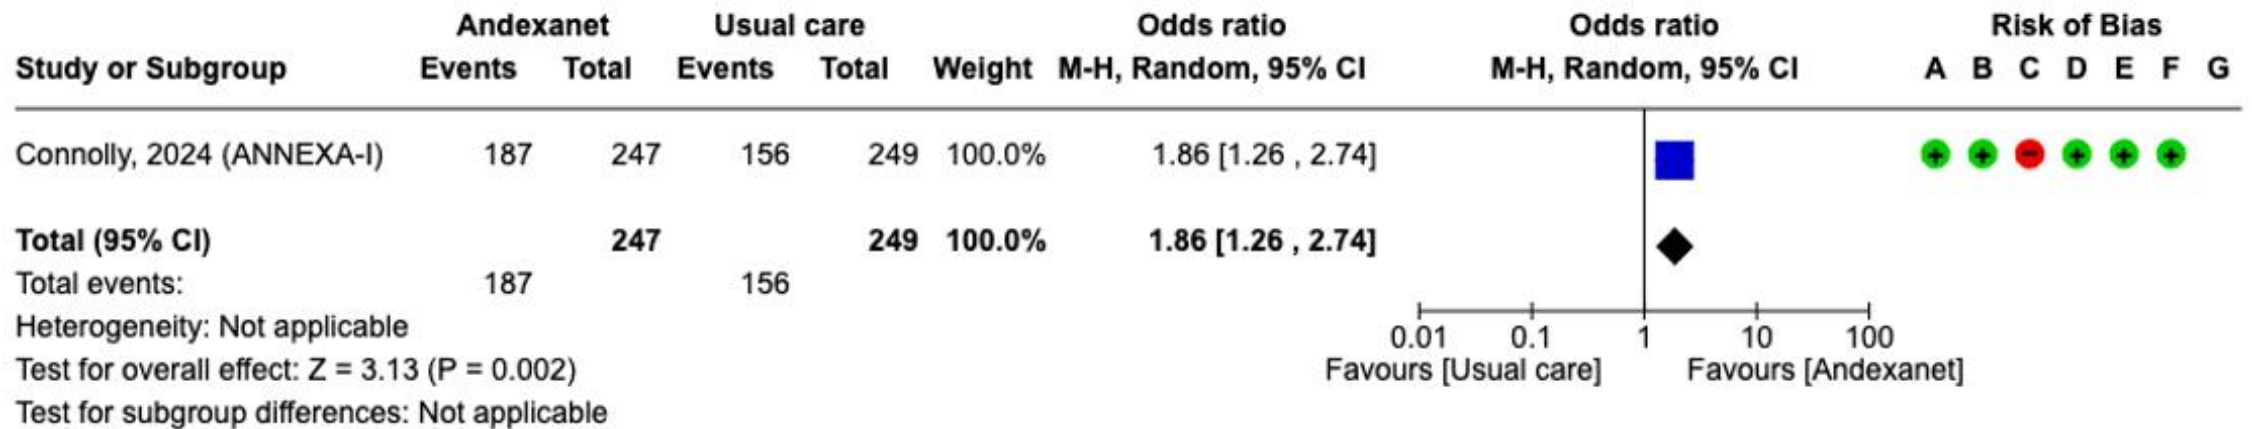 Andexanet Usual care Odds ratio Odds ratio Risk of Bias
Study or Subgroup Events Total Events Total Weight M-H, Random, 95% CI M-H, Random, 95% CI A B C D E F G
Connolly, 2024 (ANNEXA-I) 187 247 156 249 100.0% 1.86 [1.26 , 2.74] + + − + + +
Total (95% CI) 247 249 100.0% 1.86 [1.26 , 2.74]
Total events: 187 156
Heterogeneity: Not applicable
0.01 0.1 1 10 100
Test for overall effect: Z = 3.13 (P = 0.002)
Favours [Usual care] Favours [Andexanet]
Test for subgroup differences: Not applicable